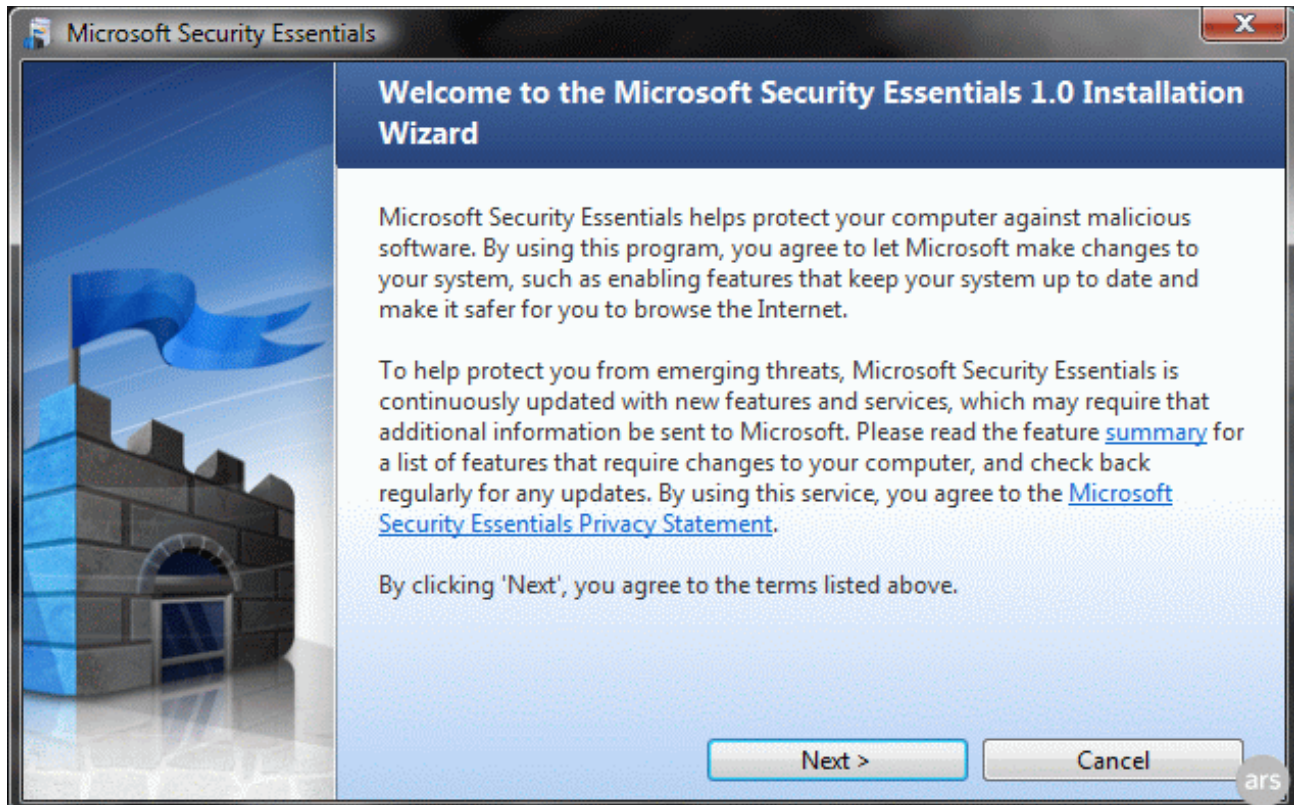 Microsoft Security Essentials
Welcome to the Microsoft Security Essentials 1.0 Installation
Wizard
Microsoft Security Essentials helps protect your computer against malicious
software. By using this program, you agree to let Microsoft make changes to
your system, such as enabling features that keep your system up to date and
make it safer for you to browse the Internet.
To help protect you from emerging threats, Microsoft Security Essentials is
continuously updated with new features and services, which may require that
additional information be sent to Microsoft. Please read the feature summary for
a list of features that require changes to your computer, and check back
regularly for any updates. By using this service, you agree to the Microsoft
Security Essentials Privacy Statement.
By clicking 'Next', you agree to the terms listed above.
Next >
Cancel
ars